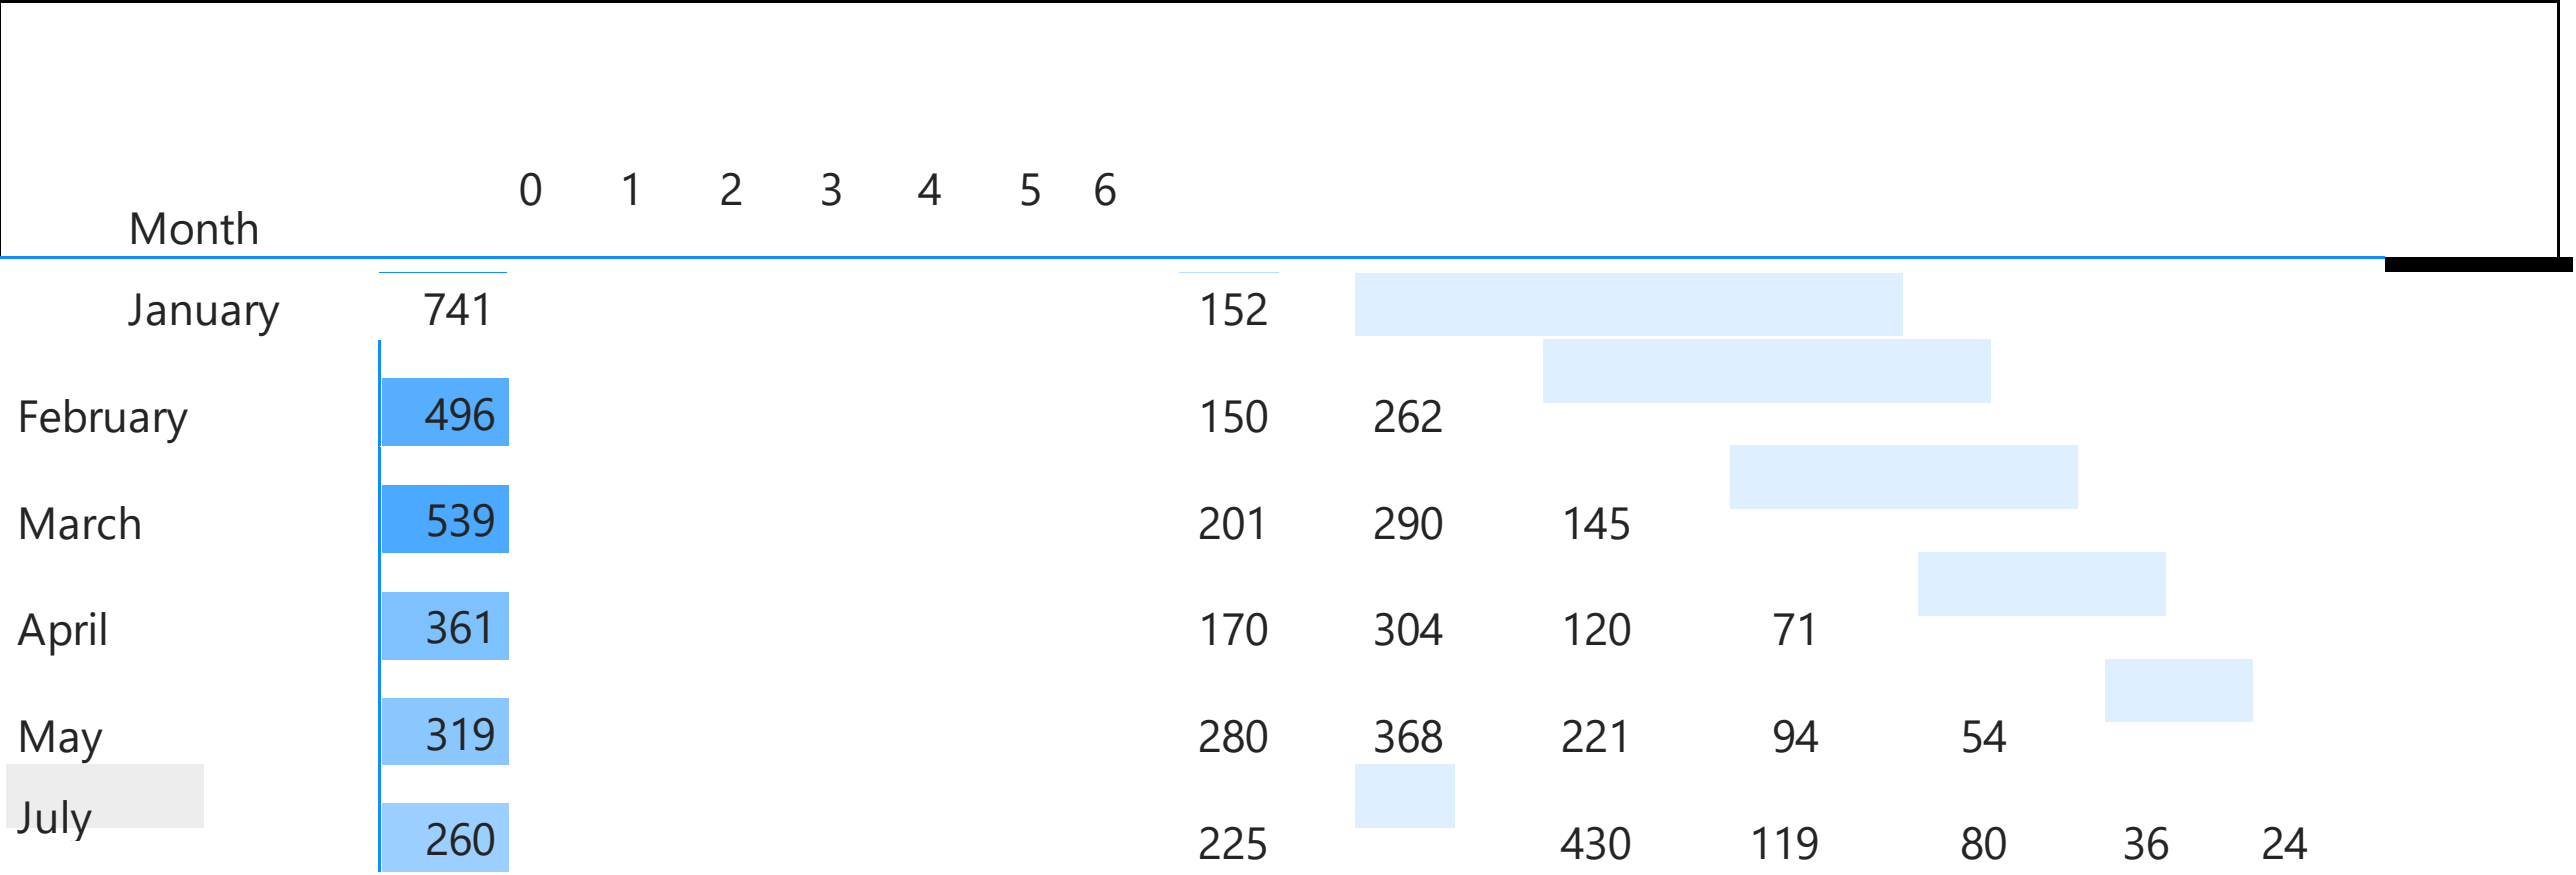 0 1 2 3 4 5 6
Month
January 741 152
February 496 150 262
March 539 201 290 145
April 361 170 304 120 71
May 319 280 368 221 94 54
July 260 225 430 119 80 36 24